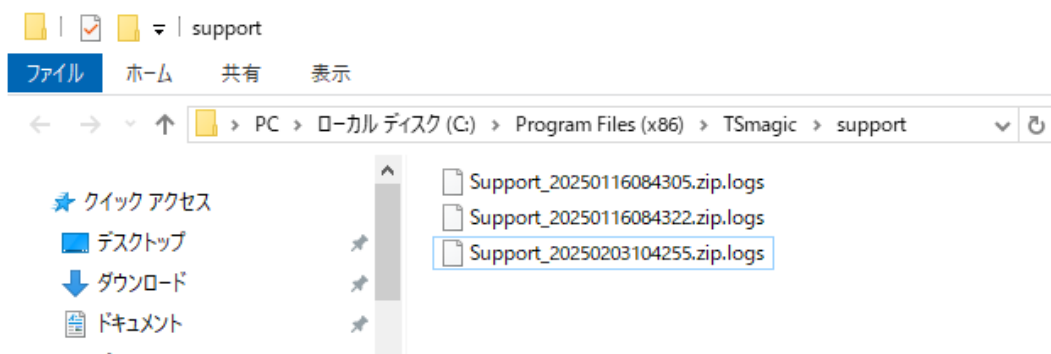 support
ファイル ホーム 共有 表示
PC > ローカル ディスク (C:) > Program Files (x86) > TSmagic > support
クイック アクセス
デスクトップ
ダウンロード
ドキュメント
Support_20250116084305.zip.logs
Support_20250116084322.zip.logs
Support_20250203104255.zip.logs